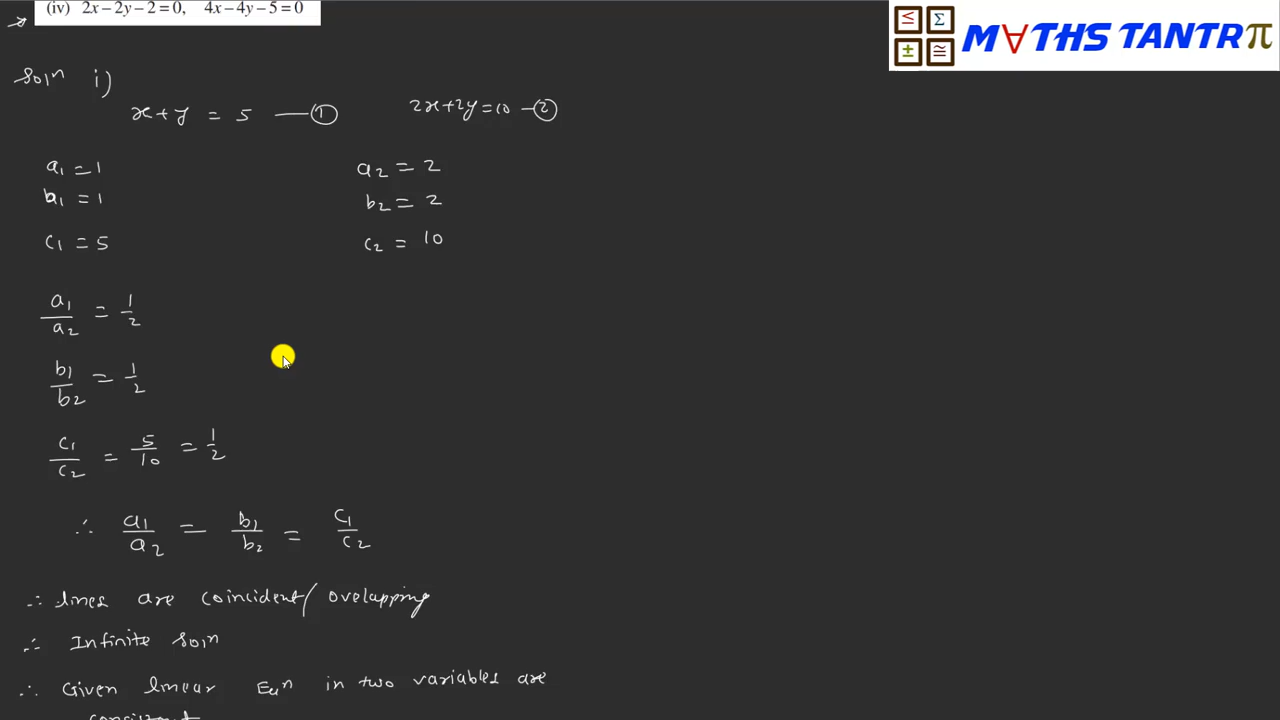 (iv) 2x – 2y – 2 = 0, 4x – 4y – 5 = 0
≤ Σ ± ≅ M∀THS TANTRπ
Soln i)
x + y = 5 —① 2x+2y=10 —②
a₁ = 1 a₂ = 2
b₁ = 1 b₂ = 2
c₁ = 5 c₂ = 10
a₁/a₂ = 1/2
b₁/b₂ = 1/2
c₁/c₂ = 5/10 = 1/2
∴ a₁/a₂ = b₁/b₂ = c₁/c₂
∴ lines are coincident/ovelapping
∴ Infinite soln
∴ Given linear Eqn in two variables are
consistent